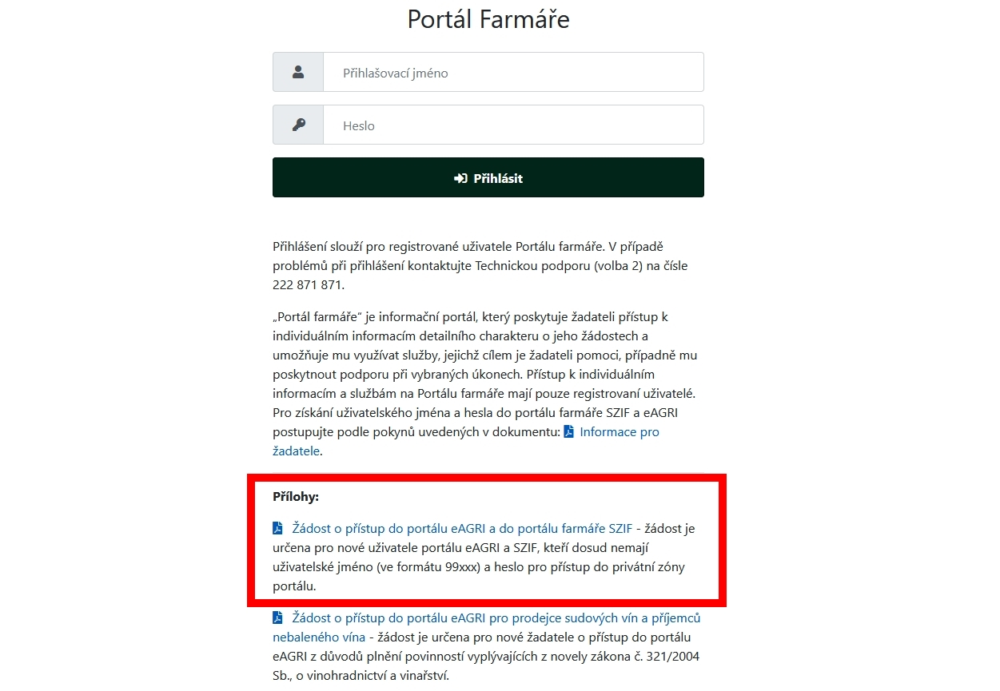 Portál Farmáře
Přihlašovací jméno
Heslo
Přihlásit
Přihlášení slouží pro registrované uživatele Portálu farmáře. V případě
problémů při přihlášení kontaktujte Technickou podporu (volba 2) na čísle
222 871 871.
„Portál farmáře“ je informační portál, který poskytuje žadateli přístup k
individuálním informacím detailního charakteru o jeho žádostech a
umožňuje mu využívat služby, jejichž cílem je žadateli pomoci, případně mu
poskytnout podporu při vybraných úkonech. Přístup k individuálním
informacím a službám na Portálu farmáře mají pouze registrovaní uživatelé.
Pro získání uživatelského jména a hesla do portálu farmáře SZIF a eAGRI
postupujte podle pokynů uvedených v dokumentu: Informace pro
žadatele.
Přílohy:
Žádost o přístup do portálu eAGRI a do portálu farmáře SZIF - žádost je
určena pro nové uživatele portálu eAGRI a SZIF, kteří dosud nemají
uživatelské jméno (ve formátu 99xxx) a heslo pro přístup do privátní zóny
portálu.
Žádost o přístup do portálu eAGRI pro prodejce sudových vín a příjemců
nebaleného vína - žádost je určena pro nové žadatele o přístup do portálu
eAGRI z důvodů plnění povinností vyplývajících z novely zákona č. 321/2004
Sb., o vinohradnictví a vinařství.